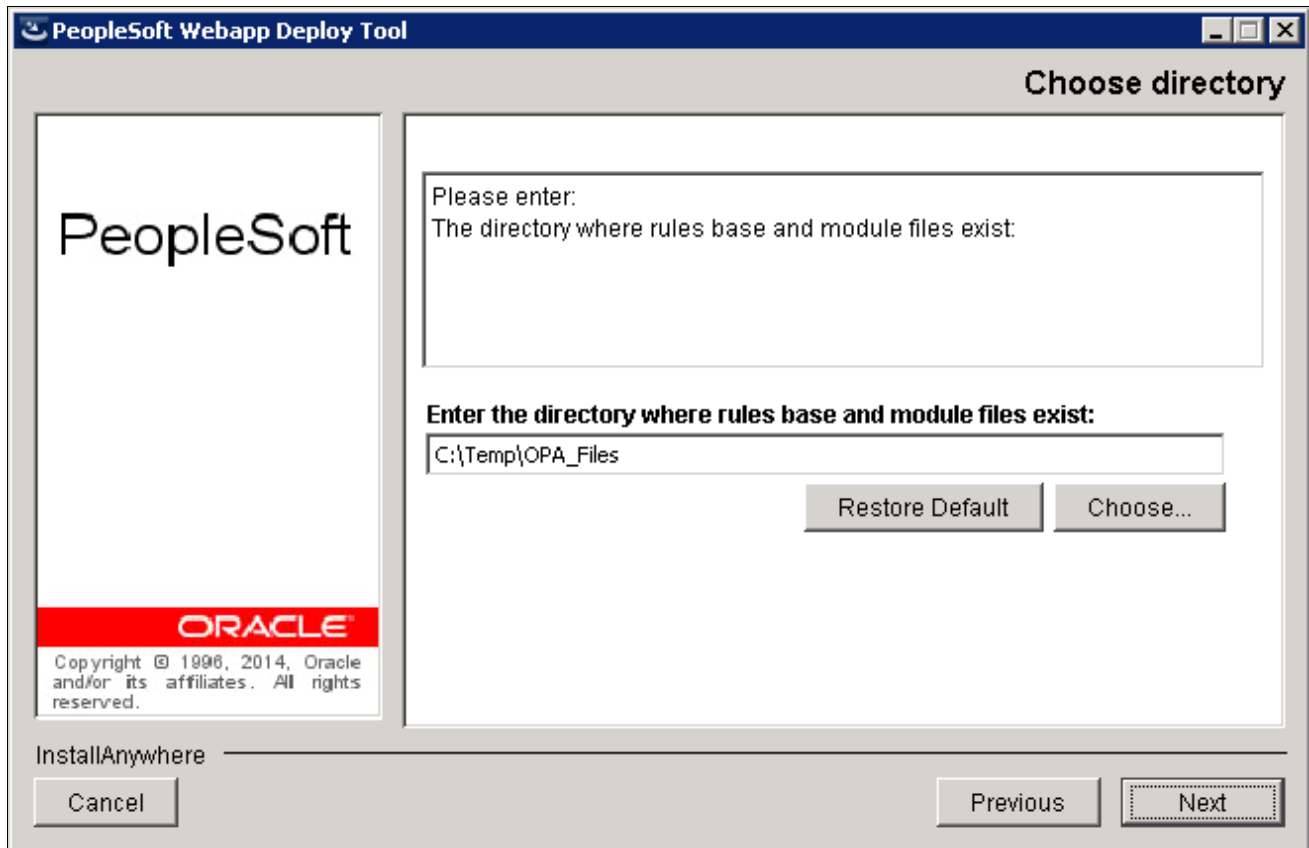 PeopleSoft Webapp Deploy Tool
Choose directory
PeopleSoft
ORACLE
Copyright © 1996, 2014, Oracle
and/or its affiliates. All rights
reserved.
Please enter:
The directory where rules base and module files exist:
Enter the directory where rules base and module files exist:
C:\Temp\OPA_Files
Restore Default
Choose...
InstallAnywhere
Cancel
Previous
Next